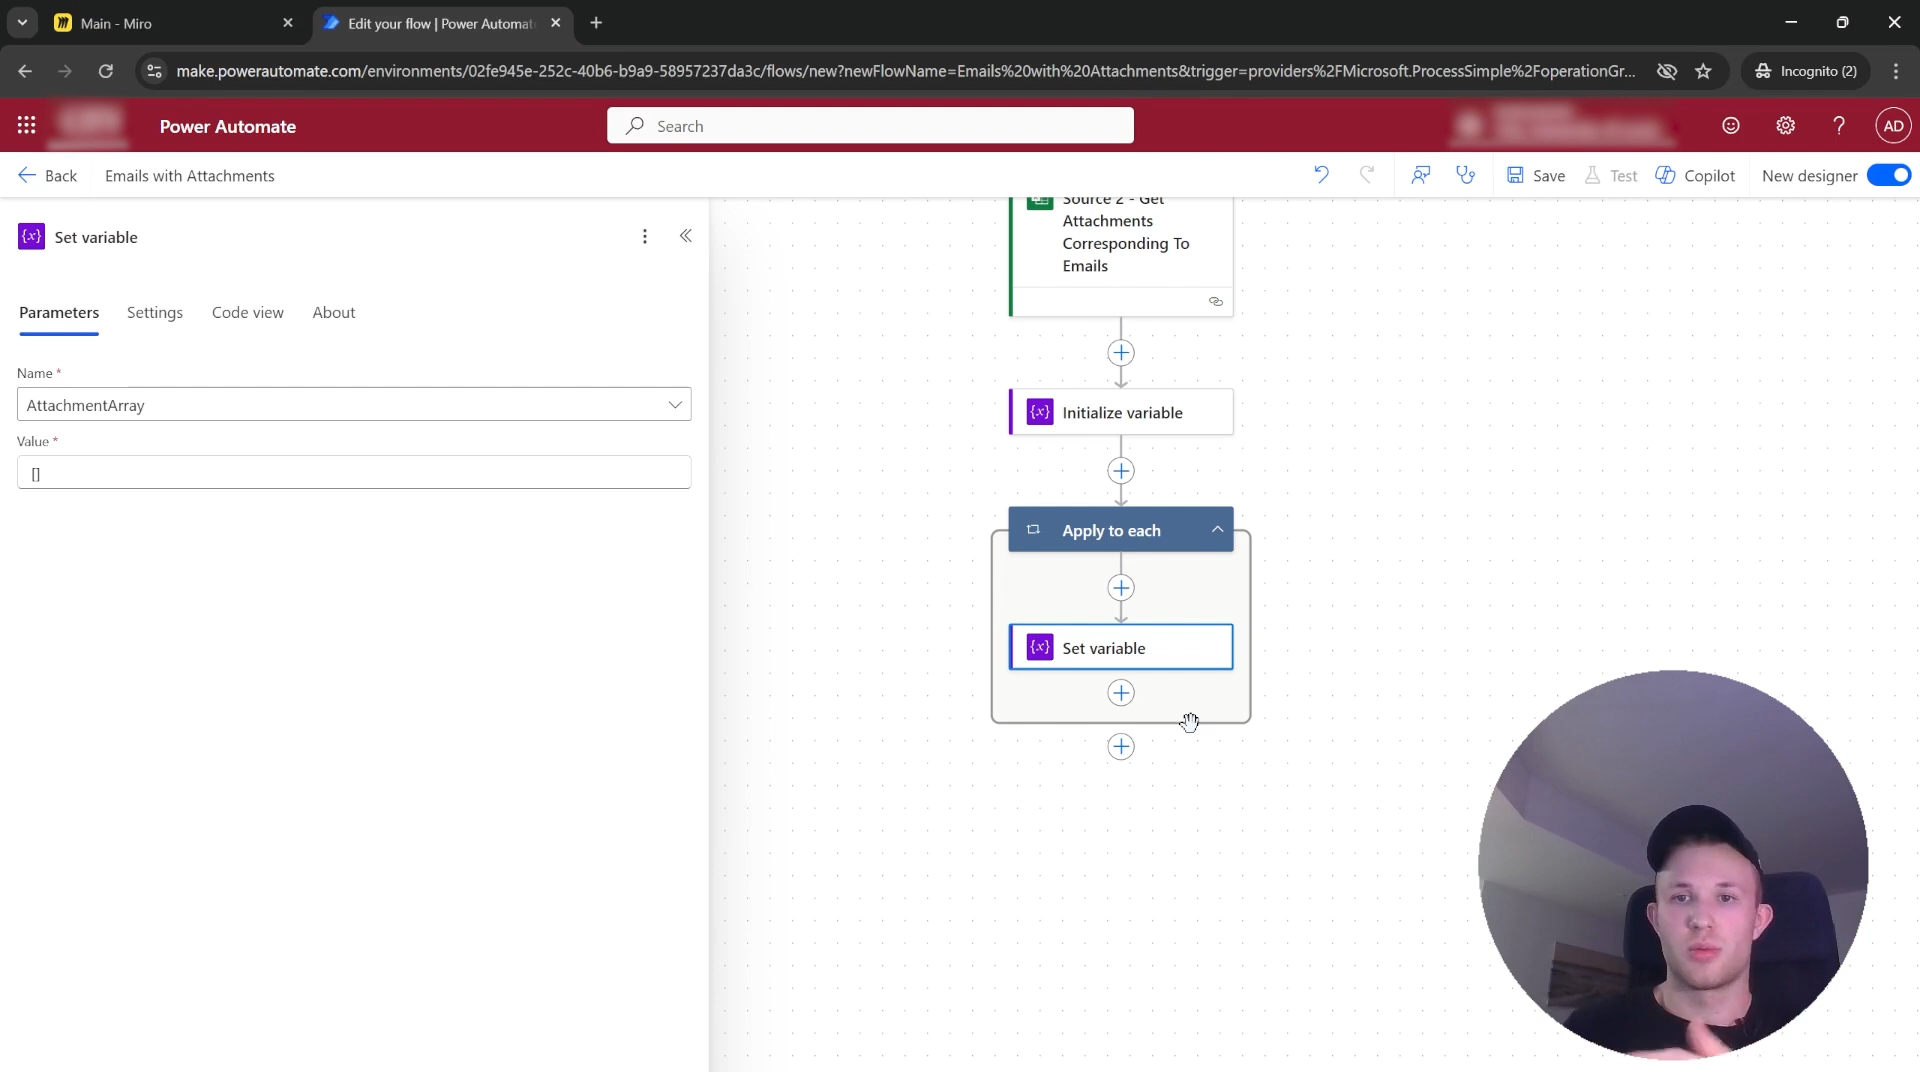 Main - Miro
Edit your flow | Power Automat
make.powerautomate.com/environments/02fe945e-252c-40b6-b9a9-58957237da3c/flows/new?newFlowName=Emails%20with%20Attachments&trigger=providers%2FMicrosoft.ProcessSimple%2FoperationGr...
Incognito (2)
Power Automate
Search
AD
Back
Emails with Attachments
Save
Test
Copilot
New designer
{x} Set variable
Parameters
Settings
Code view
About
Name *
AttachmentArray
Value *
[]
Source 2 - Get
Attachments
Corresponding To
Emails
{x} Initialize variable
Apply to each
{x} Set variable